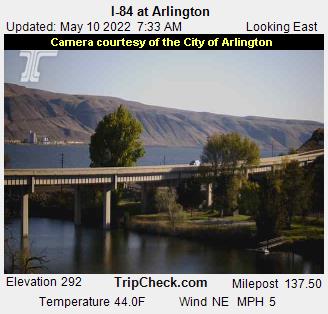 I-84 at Arlington
Updated: May 10 2022 7:33 AM Looking East
Camera courtesy of the City of Arlington
Elevation 292 TripCheck.com Milepost 137.50
Temperature 44.0F Wind NE MPH 5